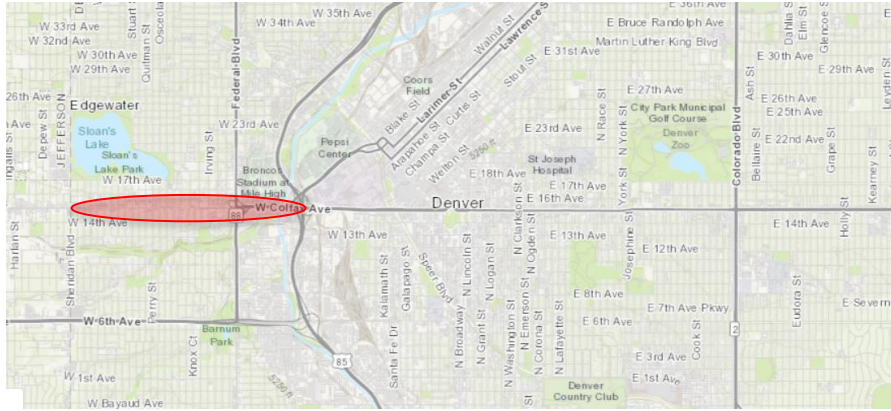 W 35th Ave
E 36th Ave
W 34th Ave
W 33rd Ave
Stuart S
Osceola
Federal Blvd
Walnut St
Lawrence S
E Bruce Randolph Ave
Dahlia S
Elm St
Glencoe
W 32nd Ave
Martin Luther King Blvd
E 31st Ave
W 30th Ave
E 30th Ave
W 29th Ave
E 29th Ave
Quitman St
Stout St
Coors
Field
Larimer St
Curtis St
E 27th Ave
Ash St
Leyden
26th Ave
E 26th Ave
Edgewater
City Park Municipal
Golf Course
E 25th Ave
Blake St
Depew St
JEFFERSON
Sloan's
Lake
Irving St
W 23rd Ave
E 23rd Ave
N Race St
N York St
Denver
Zoo
Colorado Blvd
Bellaire St
E 22nd Ave
Grape St
Pepsi
Center
Arapahoe St
Champa St
Welton St
5250 ft
Sloan's
Lake Park
St Joseph
Hospital
Kearney St
W 17th Ave
Broncos
Stadium at
Mile High
E 18th Ave
E 17th Ave
E 16th Ave
York St
88
W Colfax Ave
Denver
W 14th Ave
E 14th Ave
Holly St
Harlan St
Sheridan Blvd
W 13th Ave
N Clarkson St
N Ogden St
E 13th Ave
E 12th Ave
Josephine St
Perry St
Kalamath St
Galapago St
Speer Blvd
N Lincoln St
N Logan St
E 8th Ave
E 7th Ave Pkwy
Eudora St
E Severn
W 6th Ave
Barnum
Park
E 6th Ave
Knox Ct
Santa Fe Dr
N Broadway
N Grant St
N Washington St
N Emerson St
N Corona St
N Lafayette St
Cook St
2
85
E 3rd Ave
W 1st Ave
5250 ft
E 1st Ave
Denver
Country Club
W Bayaud Ave
St